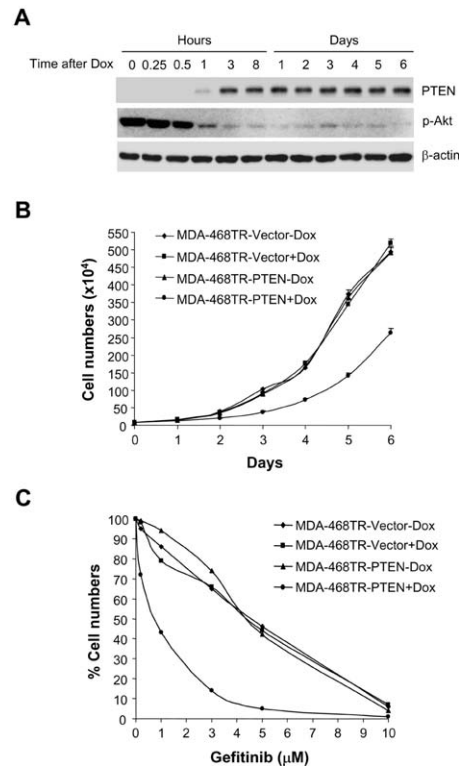 A
Hours Days
Time after Dox 0 0.25 0.5 1 3 8 1 2 3 4 5 6
PTEN
p-Akt
β-actin
B
Cell numbers (x10⁴)
550
500
450
400
350
300
250
200
150
100
50
0
MDA-468TR-Vector-Dox
MDA-468TR-Vector+Dox
MDA-468TR-PTEN-Dox
MDA-468TR-PTEN+Dox
0 1 2 3 4 5 6
Days
C
% Cell numbers
100
90
80
70
60
50
40
30
20
10
0
MDA-468TR-Vector-Dox
MDA-468TR-Vector+Dox
MDA-468TR-PTEN-Dox
MDA-468TR-PTEN+Dox
0 1 2 3 4 5 6 7 8 9 10
Gefitinib (μM)